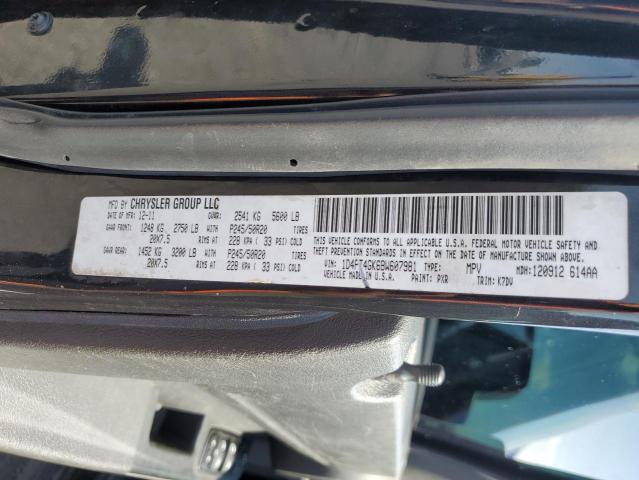 MFD BY CHRYSLER GROUP LLC
DATE OF MFR: 12-11 GVWR: 2541 KG 5600 LB
GAWR FRONT: 1248 KG 2750 LB P245/50R20 TIRES
20X7.5 RIMS AT 228 KPA ( 33 PSI) COLD
GAWR REAR: 1452 KG 3200 LB P245/50R20 TIRES
20X7.5 RIMS AT 228 KPA ( 33 PSI) COLD
THIS VEHICLE CONFORMS TO ALL APPLICABLE U.S.A. FEDERAL MOTOR VEHICLE SAFETY AND
THEFT PREVENTION STANDARDS IN EFFECT ON THE DATE OF MANUFACTURE SHOWN ABOVE.
VIN: 1D4PT4GK6BW607981 TYPE: MPV MDH: 120912 614AA
VEHICLE MADE IN U.S.A. PAINT: PXR TRIM: K7DV